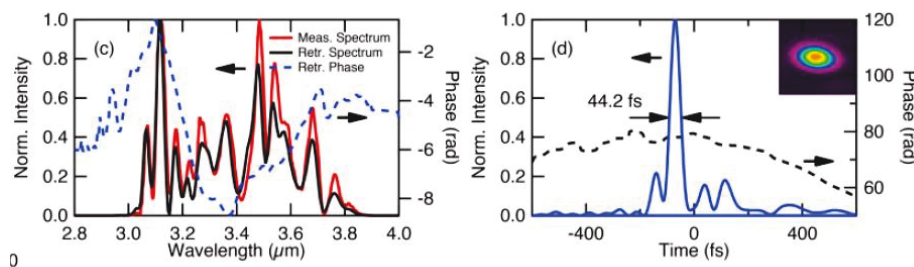 (c)
Meas. Spectrum
Retr. Spectrum
Retr. Phase
Norm. Intensity
1.0
0.8
0.6
0.4
0.2
0.0
2.8 3.0 3.2 3.4 3.6 3.8 4.0
Wavelength (μm)
-2
-4
-6
-8
Phase (rad)
(d)
44.2 fs
Norm. Intensity
1.0
0.8
0.6
0.4
0.2
0.0
-400 0 400
Time (fs)
120
100
80
60
Phase (rad)
0